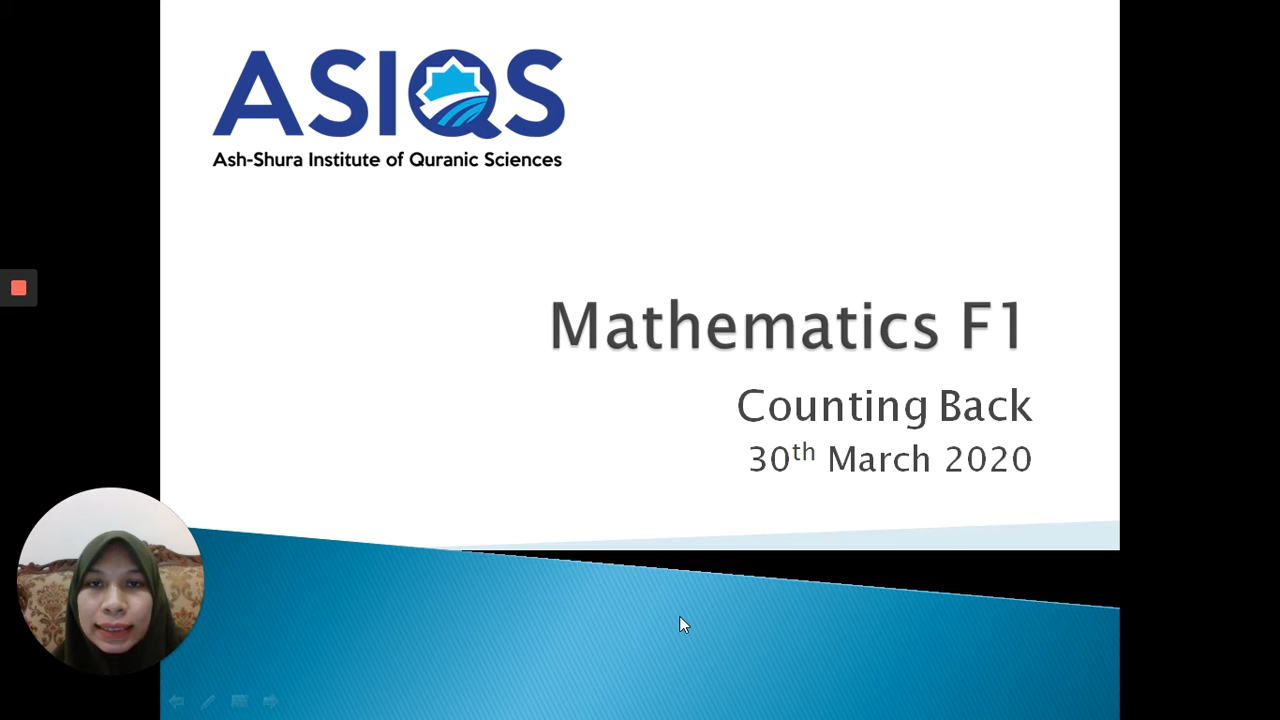 ASIQS
Ash-Shura Institute of Quranic Sciences
Mathematics F1
Counting Back
30th March 2020